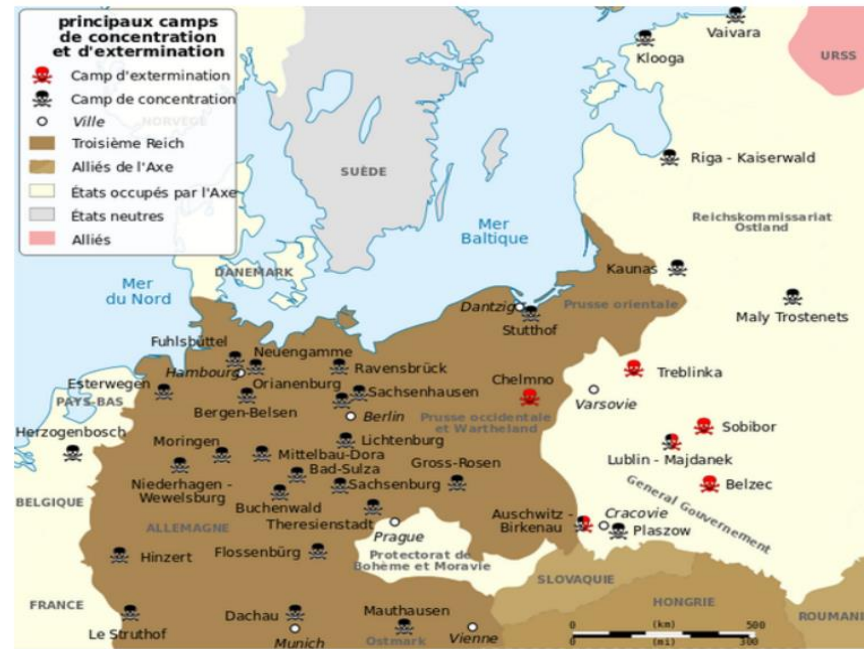 principaux camps
de concentration
et d'extermination
Camp d'extermination
Camp de concentration
Ville
NORVÈGE
Troisième Reich
Alliés de l'Axe
États occupés par l'Axe
États neutres
Alliés
Vaivara
Klooga
URSS
Riga - Kaiserwald
SUÈDE
Mer
Baltique
Reichskommissariat
Ostland
Mer
du Nord
DANEMARK
Kaunas
Dantzig
Prusse orientale
Stutthof
Maly Trostenets
Fuhlsbüttel
Neuengamme
Hambourg
Ravensbrück
Treblinka
Esterwegen
Orianenburg
Sachsenhausen
Chelmno
PAYS-BAS
Bergen-Belsen
Berlin
Varsovie
Prusse occidentale
et Wartheland
Sobibor
Herzogenbosch
Moringen
Lichtenburg
Mittelbau-Dora
Lublin - Majdanek
Bad-Sulza
Gross-Rosen
Niederhagen -
Wewelsburg
Sachsenburg
Belzec
BELGIQUE
Buchenwald
General Gouvernement
Theresienstadt
Auschwitz -
Birkenau
Cracovie
Plaszow
ALLEMAGNE
Prague
Hinzert
Flossenbürg
Protectorat de
Bohème et Moravie
SLOVAQUIE
FRANCE
HONGRIE
ROUMANI
Le Struthof
Dachau
Mauthausen
Munich
Ostmark
Vienne
0 (km) 500
0 (mi) 300